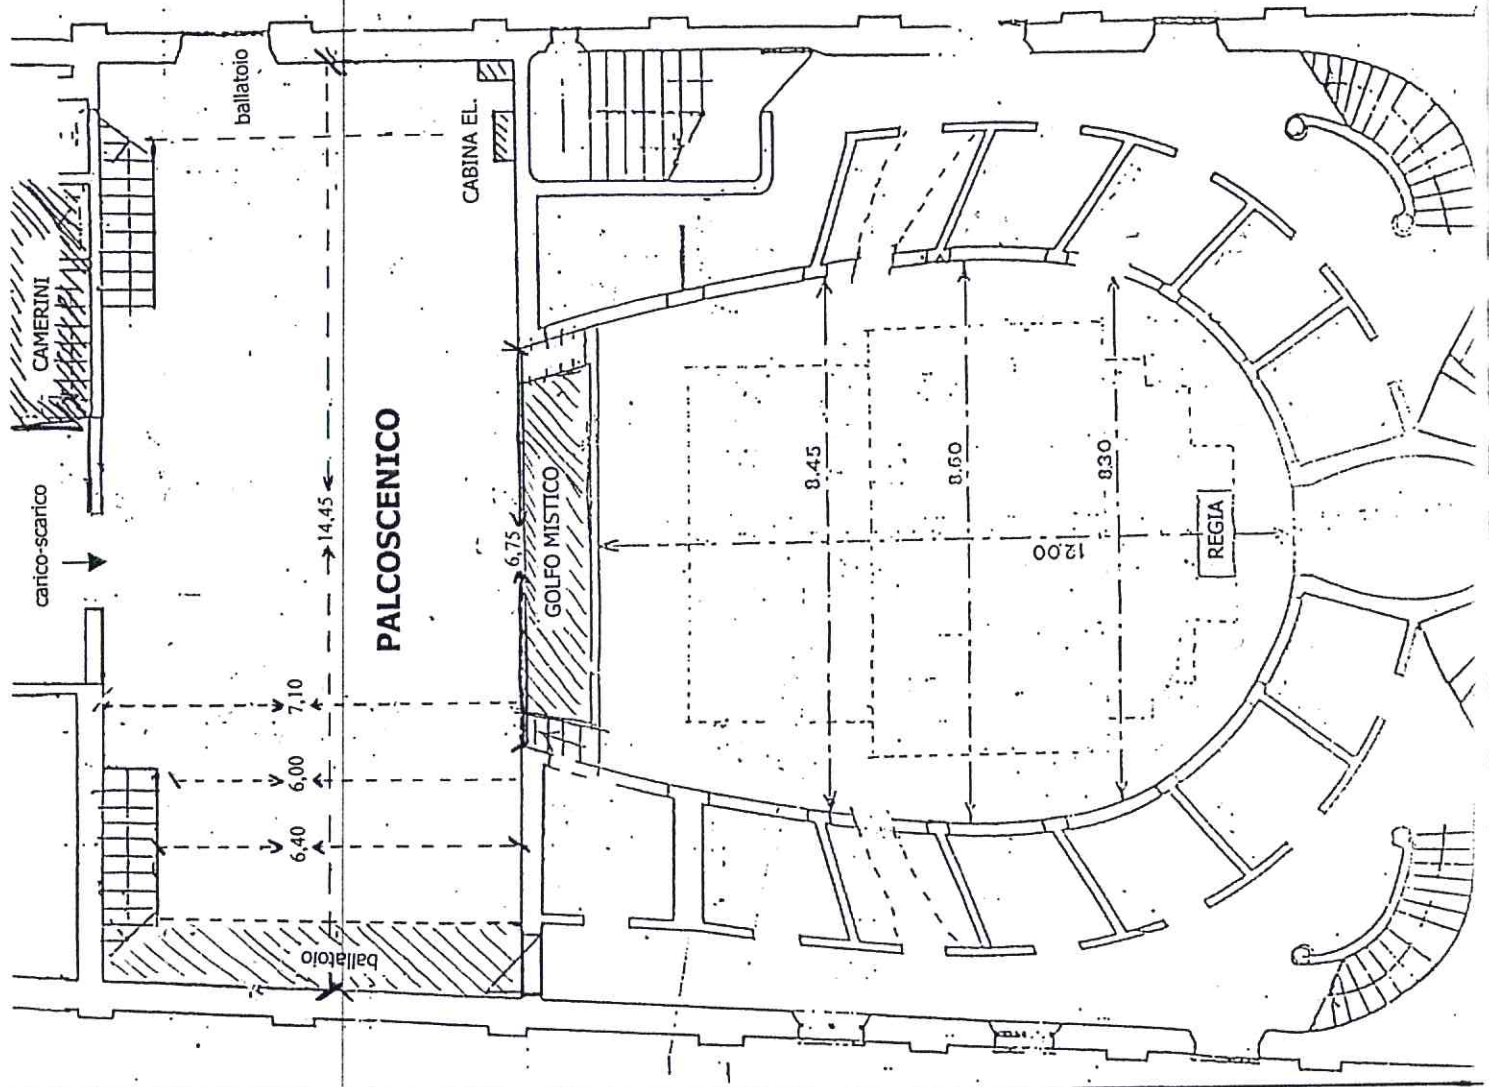 ballatoio
CABINA EL.
CAMERINI
carico-scarico
14,45
PALCOSCENICO
6,75
GOLFO MISTICO
7,10
6,00
6,40
ballatoio
8.45
8.60
8.30
12.00
REGIA